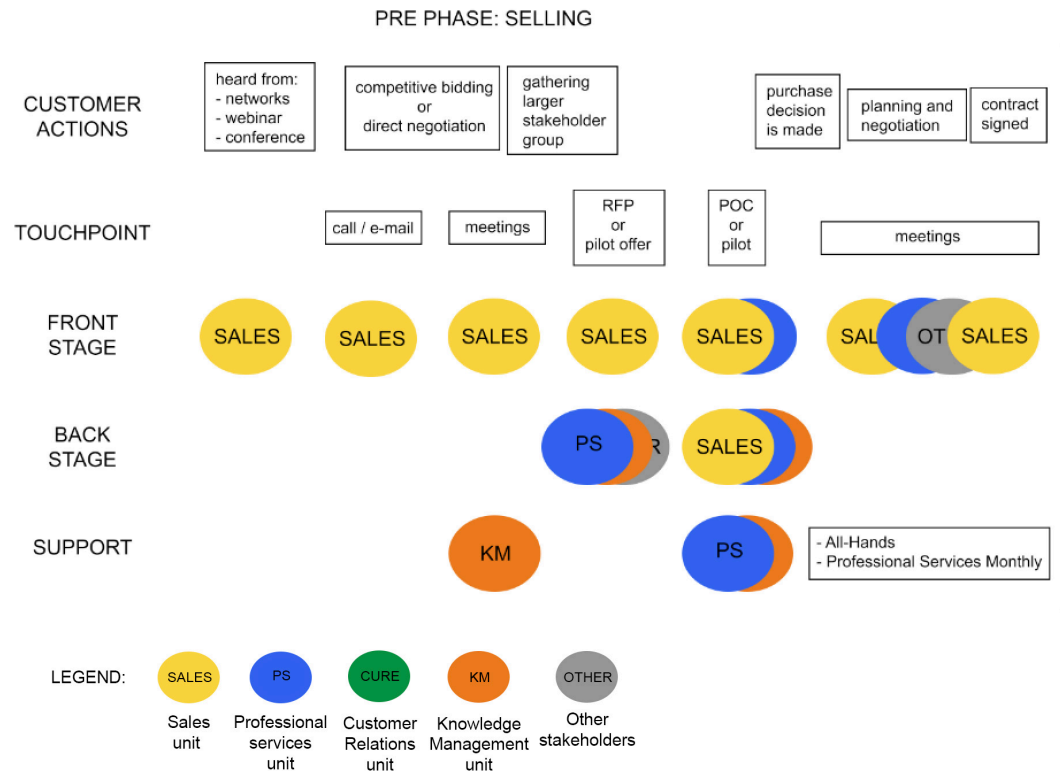 PRE PHASE: SELLING
CUSTOMER
ACTIONS
heard from:
- networks
- webinar
- conference
competitive bidding
or
direct negotiation
gathering
larger
stakeholder
group
purchase
decision
is made
planning and
negotiation
contract
signed
TOUCHPOINT
call / e-mail
meetings
RFP
or
pilot offer
POC
or
pilot
meetings
FRONT
STAGE
SALES
SALES
SALES
SALES
SALES
SAL
OT
SALES
BACK
STAGE
PS
R
SALES
SUPPORT
KM
PS
- All-Hands
- Professional Services Monthly
LEGEND:
SALES
PS
CURE
KM
OTHER
Sales
unit
Professional
services
unit
Customer
Relations
unit
Knowledge
Management
unit
Other
stakeholders